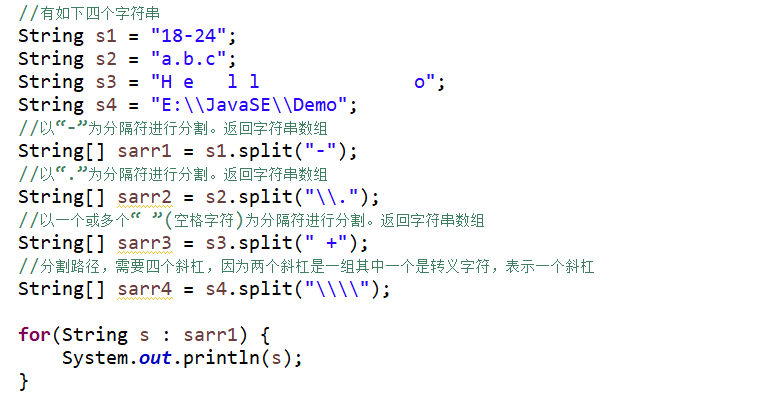 //有如下四个字符串
String s1 = "18-24";
String s2 = "a.b.c";
String s3 = "H e   l l              o";
String s4 = "E:\\JavaSE\\Demo";
//以“-”为分隔符进行分割。返回字符串数组
String[] sarr1 = s1.split("-");
//以“.”为分隔符进行分割。返回字符串数组
String[] sarr2 = s2.split("\\.");
//以一个或多个“ ”(空格字符)为分隔符进行分割。返回字符串数组
String[] sarr3 = s3.split(" +");
//分割路径，需要四个斜杠，因为两个斜杠是一组其中一个是转义字符，表示一个斜杠
String[] sarr4 = s4.split("\\\\");

for(String s : sarr1) {
    System.out.println(s);
}